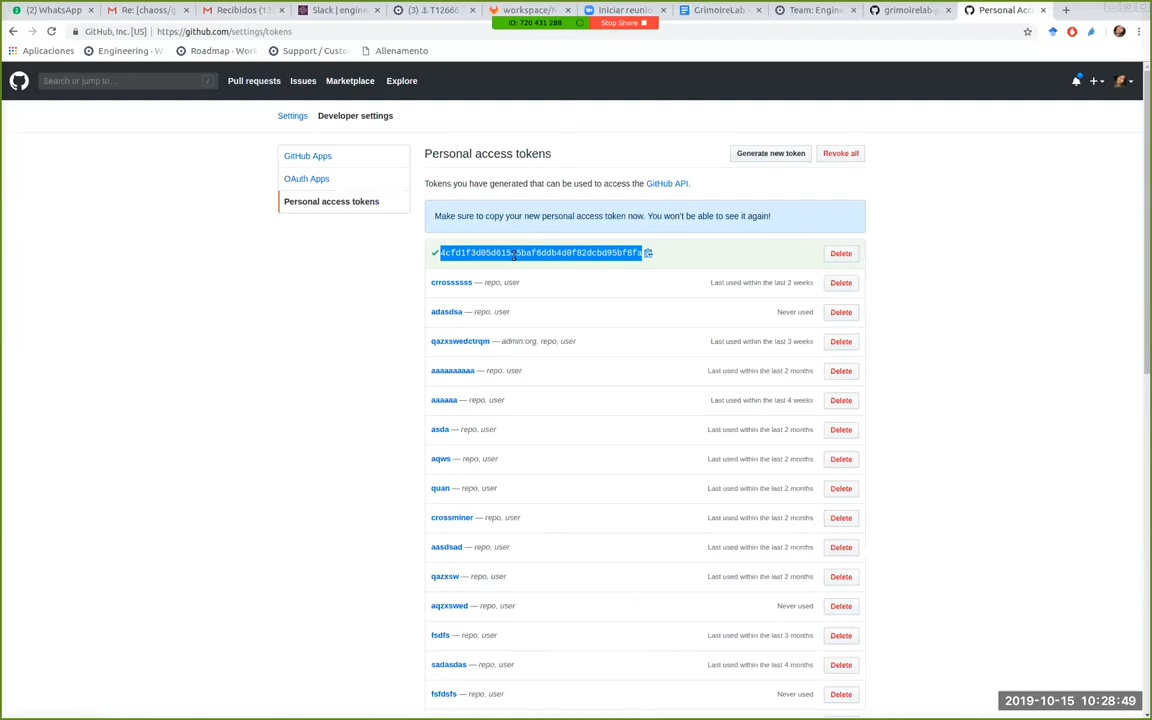 (2) WhatsApp
Re: [chaoss/g
Recibidos (1
Slack | engine
(3) T12666
workspace/M
Iniciar reunio
GrimoireLab
Team: Engine
grimoirelab-p
Personal Acc
ID: 720 431 288
Stop Share
GitHub, Inc. [US] | https://github.com/settings/tokens
Aplicaciones
Engineering - W
Roadmap - Work
Support / Custo
Allenamento
Search or jump to...
/
Pull requests
Issues
Marketplace
Explore
Settings
Developer settings
GitHub Apps
OAuth Apps
Personal access tokens
Personal access tokens
Generate new token
Revoke all
Tokens you have generated that can be used to access the GitHub API.
Make sure to copy your new personal access token now. You won't be able to see it again!
Delete
crrossssss — repo, user
Last used within the last 2 weeks
Delete
adasdsa — repo, user
Never used
Delete
qazxswedctrqm — admin:org, repo, user
Last used within the last 3 weeks
Delete
aaaaaaaaaa — repo, user
Last used within the last 2 months
Delete
aaaaaa — repo, user
Last used within the last 4 weeks
Delete
asda — repo, user
Last used within the last 2 months
Delete
aqws — repo, user
Last used within the last 2 months
Delete
quan — repo, user
Last used within the last 2 months
Delete
crossminer — repo, user
Last used within the last 2 months
Delete
aasdsad — repo, user
Last used within the last 2 months
Delete
qazxsw — repo, user
Last used within the last 2 months
Delete
aqzxswed — repo, user
Never used
Delete
fsdfs — repo, user
Last used within the last 3 months
Delete
sadasdas — repo, user
Last used within the last 4 months
Delete
fsfdsfs — repo, user
Never used
Delete
2019-10-15 10:28:49